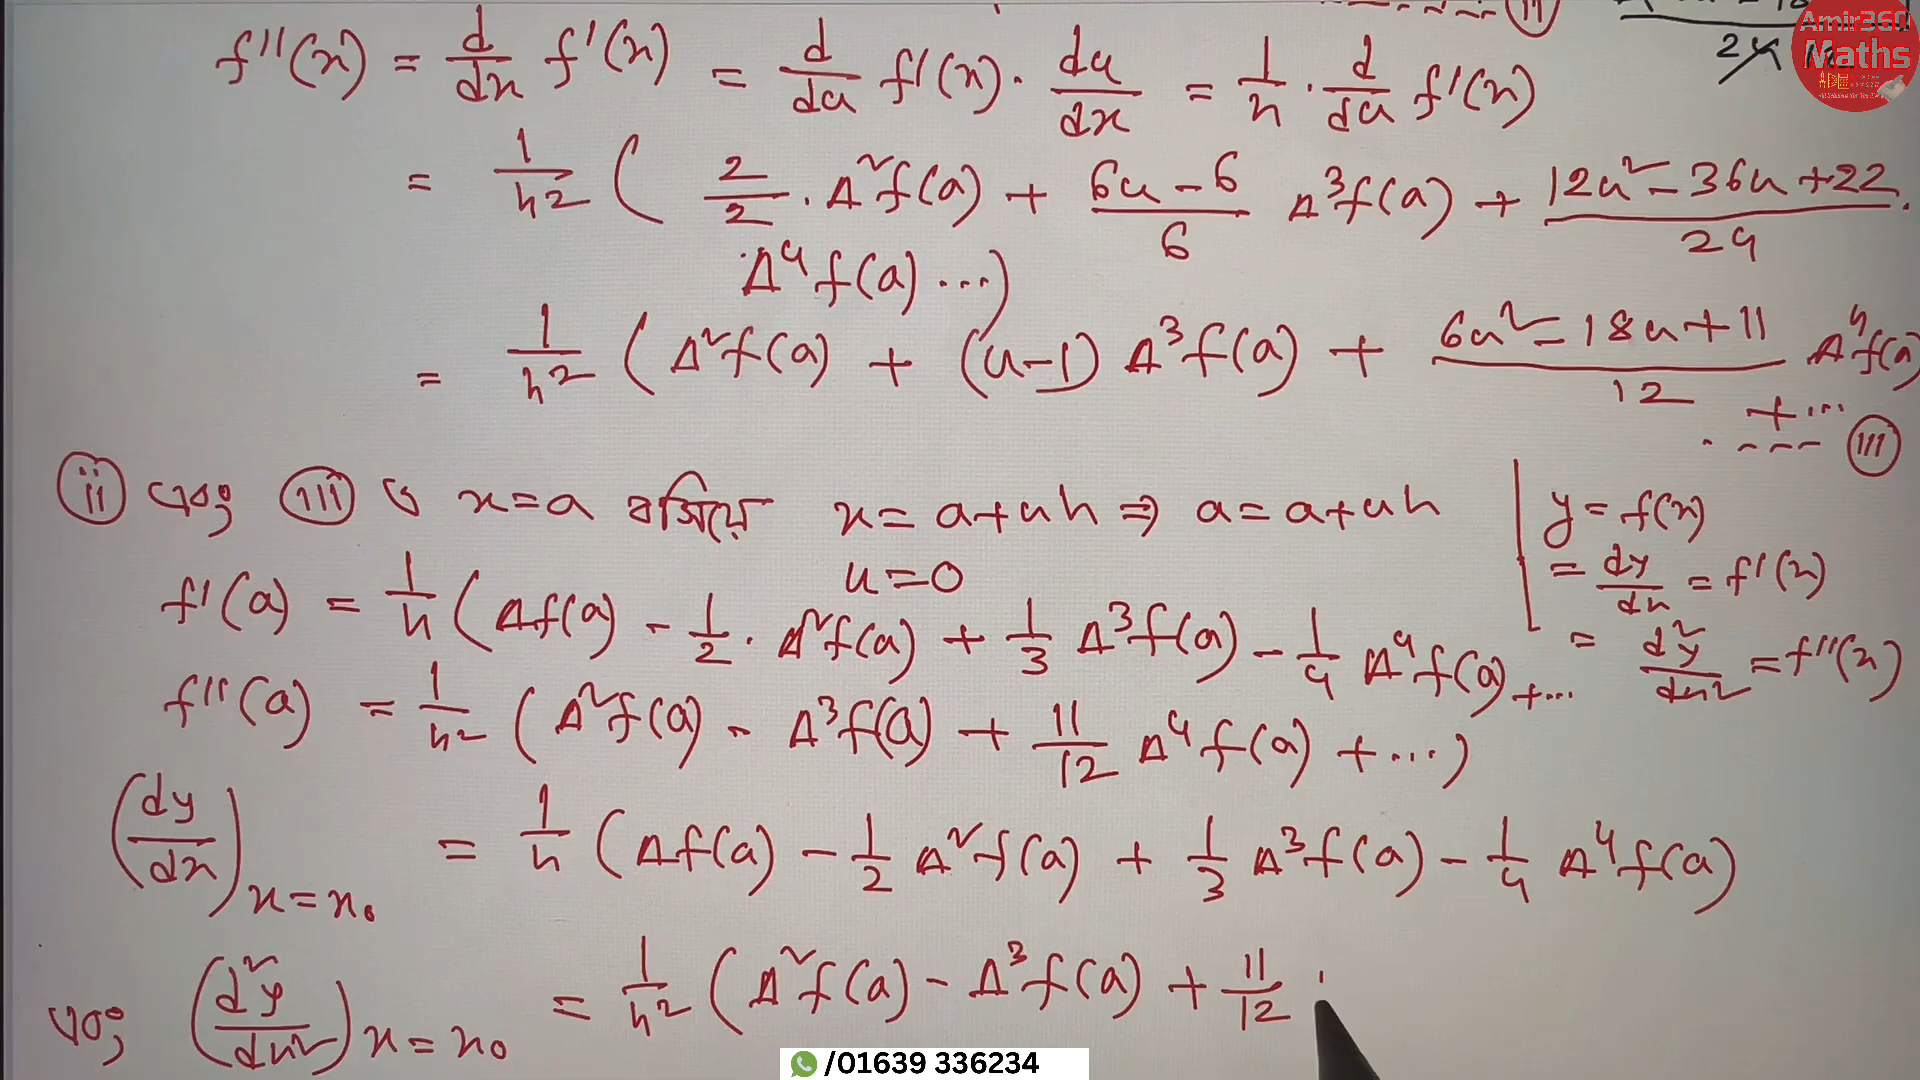 (ii)
f''(x) = d/dx f'(x) = d/du f'(x) · du/dx = 1/h · d/du f'(x)
= 1/h² ( 2/2 · Δ²f(a) + (6u-6)/6 Δ³f(a) + (12u²-36u+22)/24 ·
Δ⁴f(a) ...)
= 1/h² ( Δ²f(a) + (u-1) Δ³f(a) + (6u²-18u+11)/12 Δ⁴f(a)
+... ---- (iii)
(ii) এবং (iii) এ x=a বসিয়ে x = a+uh ⇒ a = a+uh
u=0
y = f(x)
= dy/dx = f'(x)
= d²y/dx² = f''(x)
f'(a) = 1/h ( Δf(a) - 1/2 · Δ²f(a) + 1/3 Δ³f(a) - 1/4 Δ⁴f(a) +...
f''(a) = 1/h² ( Δ²f(a) - Δ³f(a) + 11/12 Δ⁴f(a) + ...)
(dy/dx) x=x₀ = 1/h ( Δf(a) - 1/2 Δ²f(a) + 1/3 Δ³f(a) - 1/4 Δ⁴f(a) )
এবং (d²y/dx²) x=x₀ = 1/h² ( Δ²f(a) - Δ³f(a) + 11/12
Amir360
Maths
/01639 336234